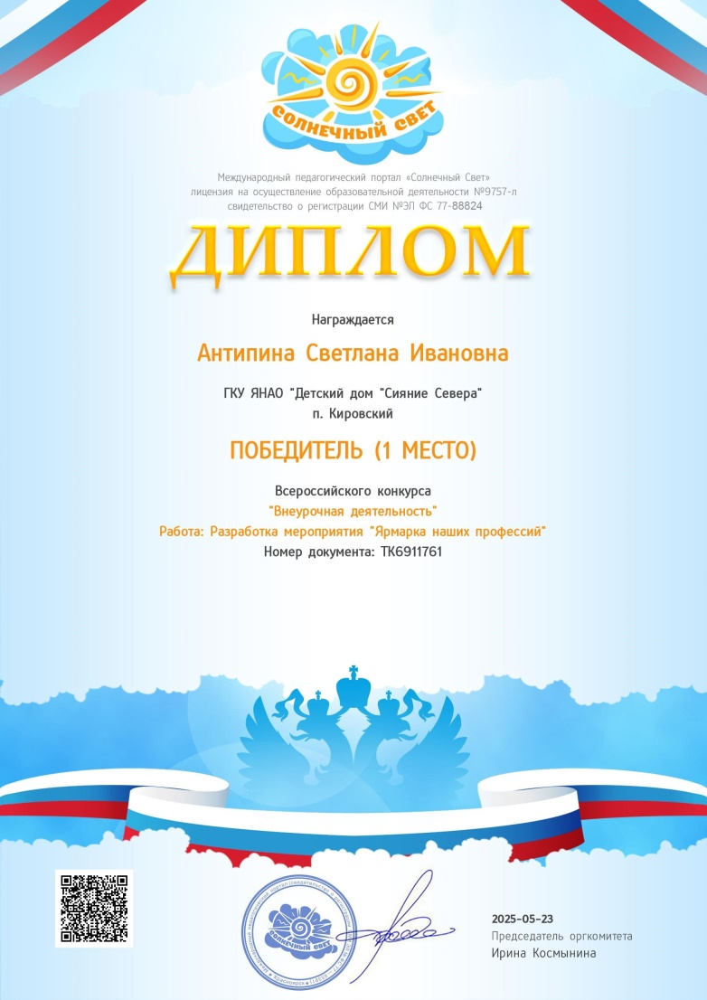 СОЛНЕЧНЫЙ СВЕТ
Международный педагогический портал «Солнечный Свет»
лицензия на осуществление образовательной деятельности №9757-л
свидетельство о регистрации СМИ №ЭЛ ФС 77-88824
ДИПЛОМ
Награждается
Антипина Светлана Ивановна
ГКУ ЯНАО "Детский дом "Сияние Севера"
п. Кировский
ПОБЕДИТЕЛЬ (1 МЕСТО)
Всероссийского конкурса
"Внеурочная деятельность"
Работа: Разработка мероприятия "Ярмарка наших профессий"
Номер документа: ТК6911761
СОЛНЕЧНЫЙ СВЕТ
2025-05-23
Председатель оргкомитета
Ирина Космынина